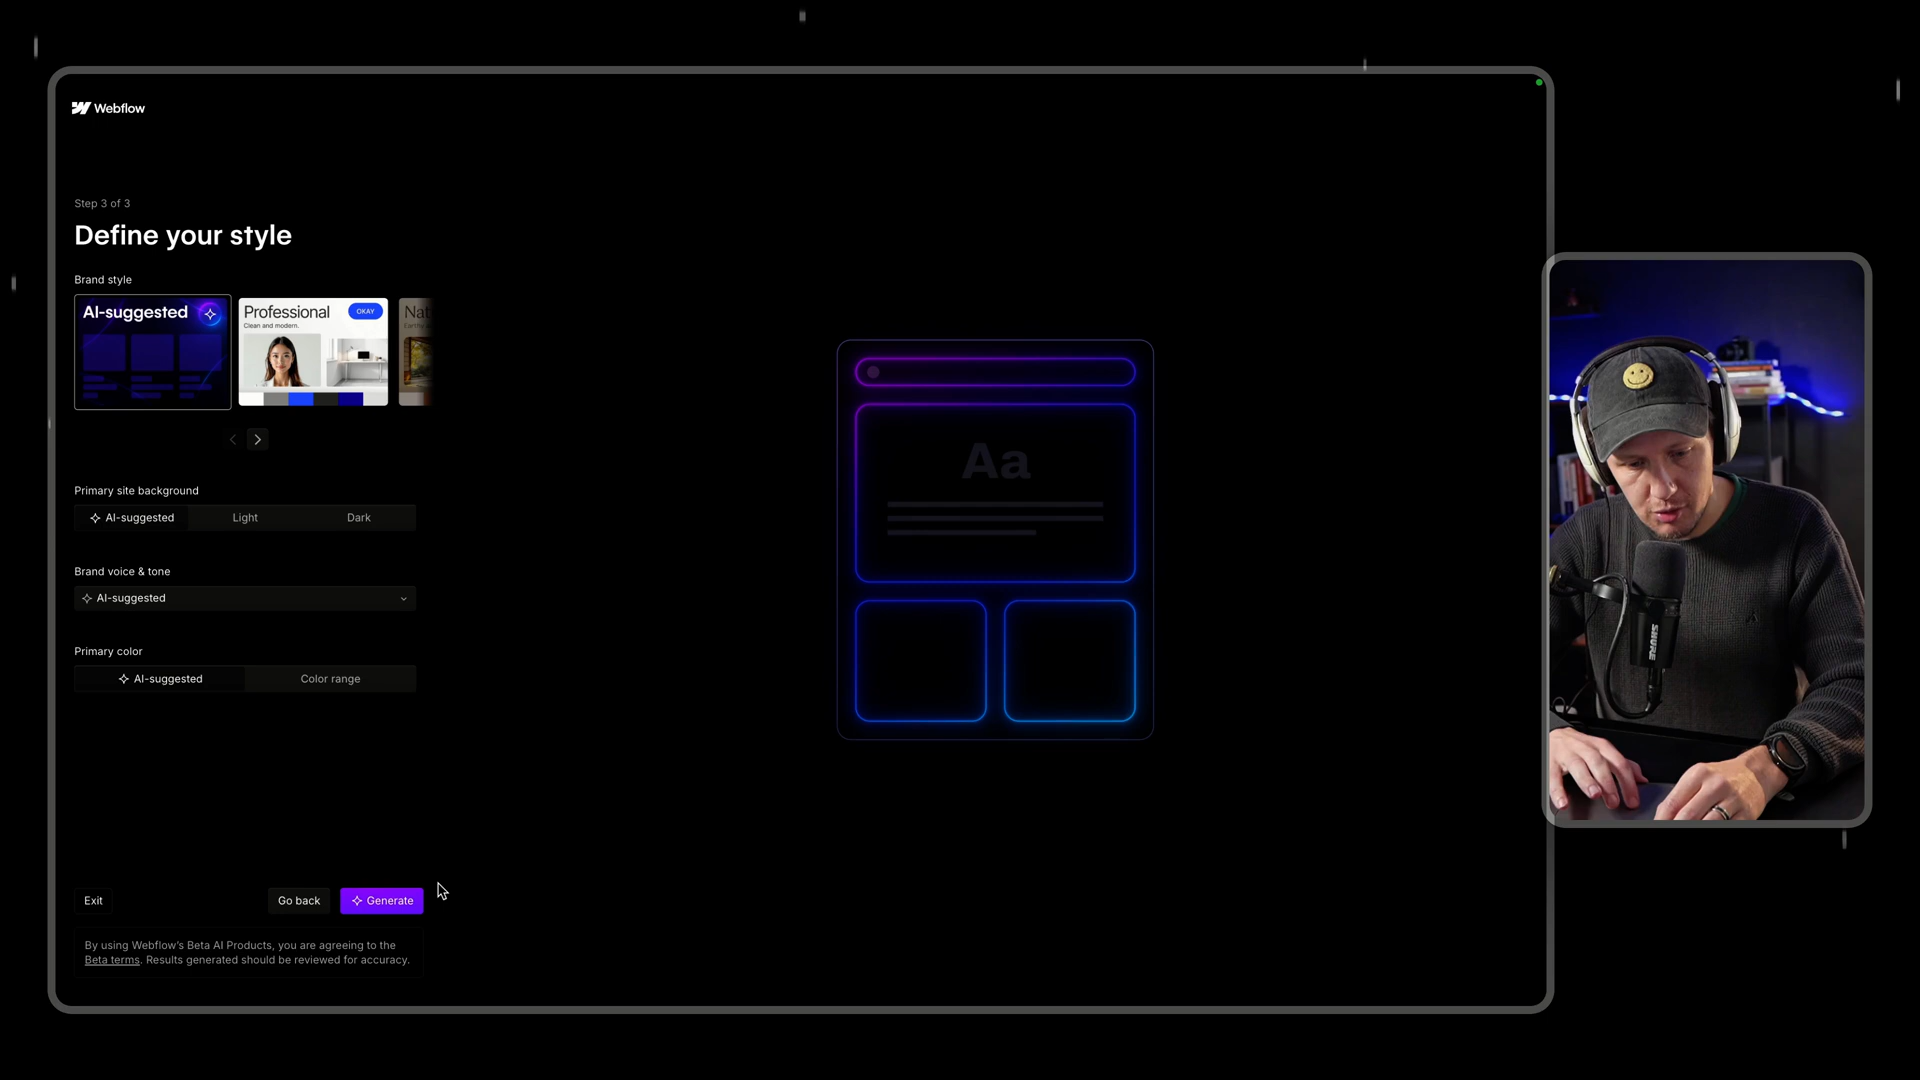 Webflow
Step 3 of 3
Define your style
Brand style
AI-suggested
Professional
OKAY
Clean and modern.
Primary site background
AI-suggested
Light
Dark
Brand voice & tone
AI-suggested
Primary color
AI-suggested
Color range
Aa
Exit
Go back
Generate
By using Webflow's Beta AI Products, you are agreeing to the
Beta terms. Results generated should be reviewed for accuracy.
SHURE